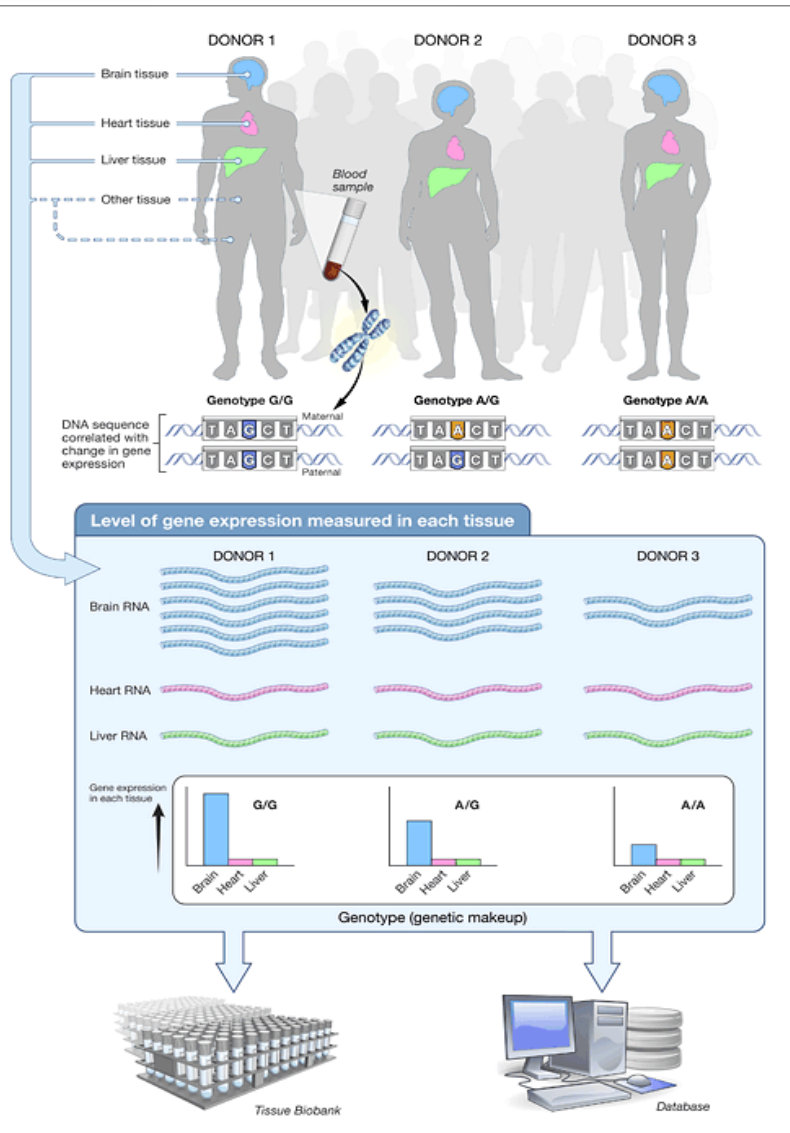 DONOR 1
DONOR 2
DONOR 3
Brain tissue
Heart tissue
Liver tissue
Other tissue
Blood
sample
Genotype G/G
Genotype A/G
Genotype A/A
DNA sequence
correlated with
change in gene
expression
Maternal
T A G C T
T A A C T
T A A C T
T A G C T
T A G C T
T A A C T
Paternal
Level of gene expression measured in each tissue
DONOR 1
DONOR 2
DONOR 3
Brain RNA
Heart RNA
Liver RNA
Gene expression
in each tissue
G/G
A/G
A/A
Brain
Heart
Liver
Brain
Heart
Liver
Brain
Heart
Liver
Genotype (genetic makeup)
Tissue Biobank
Database